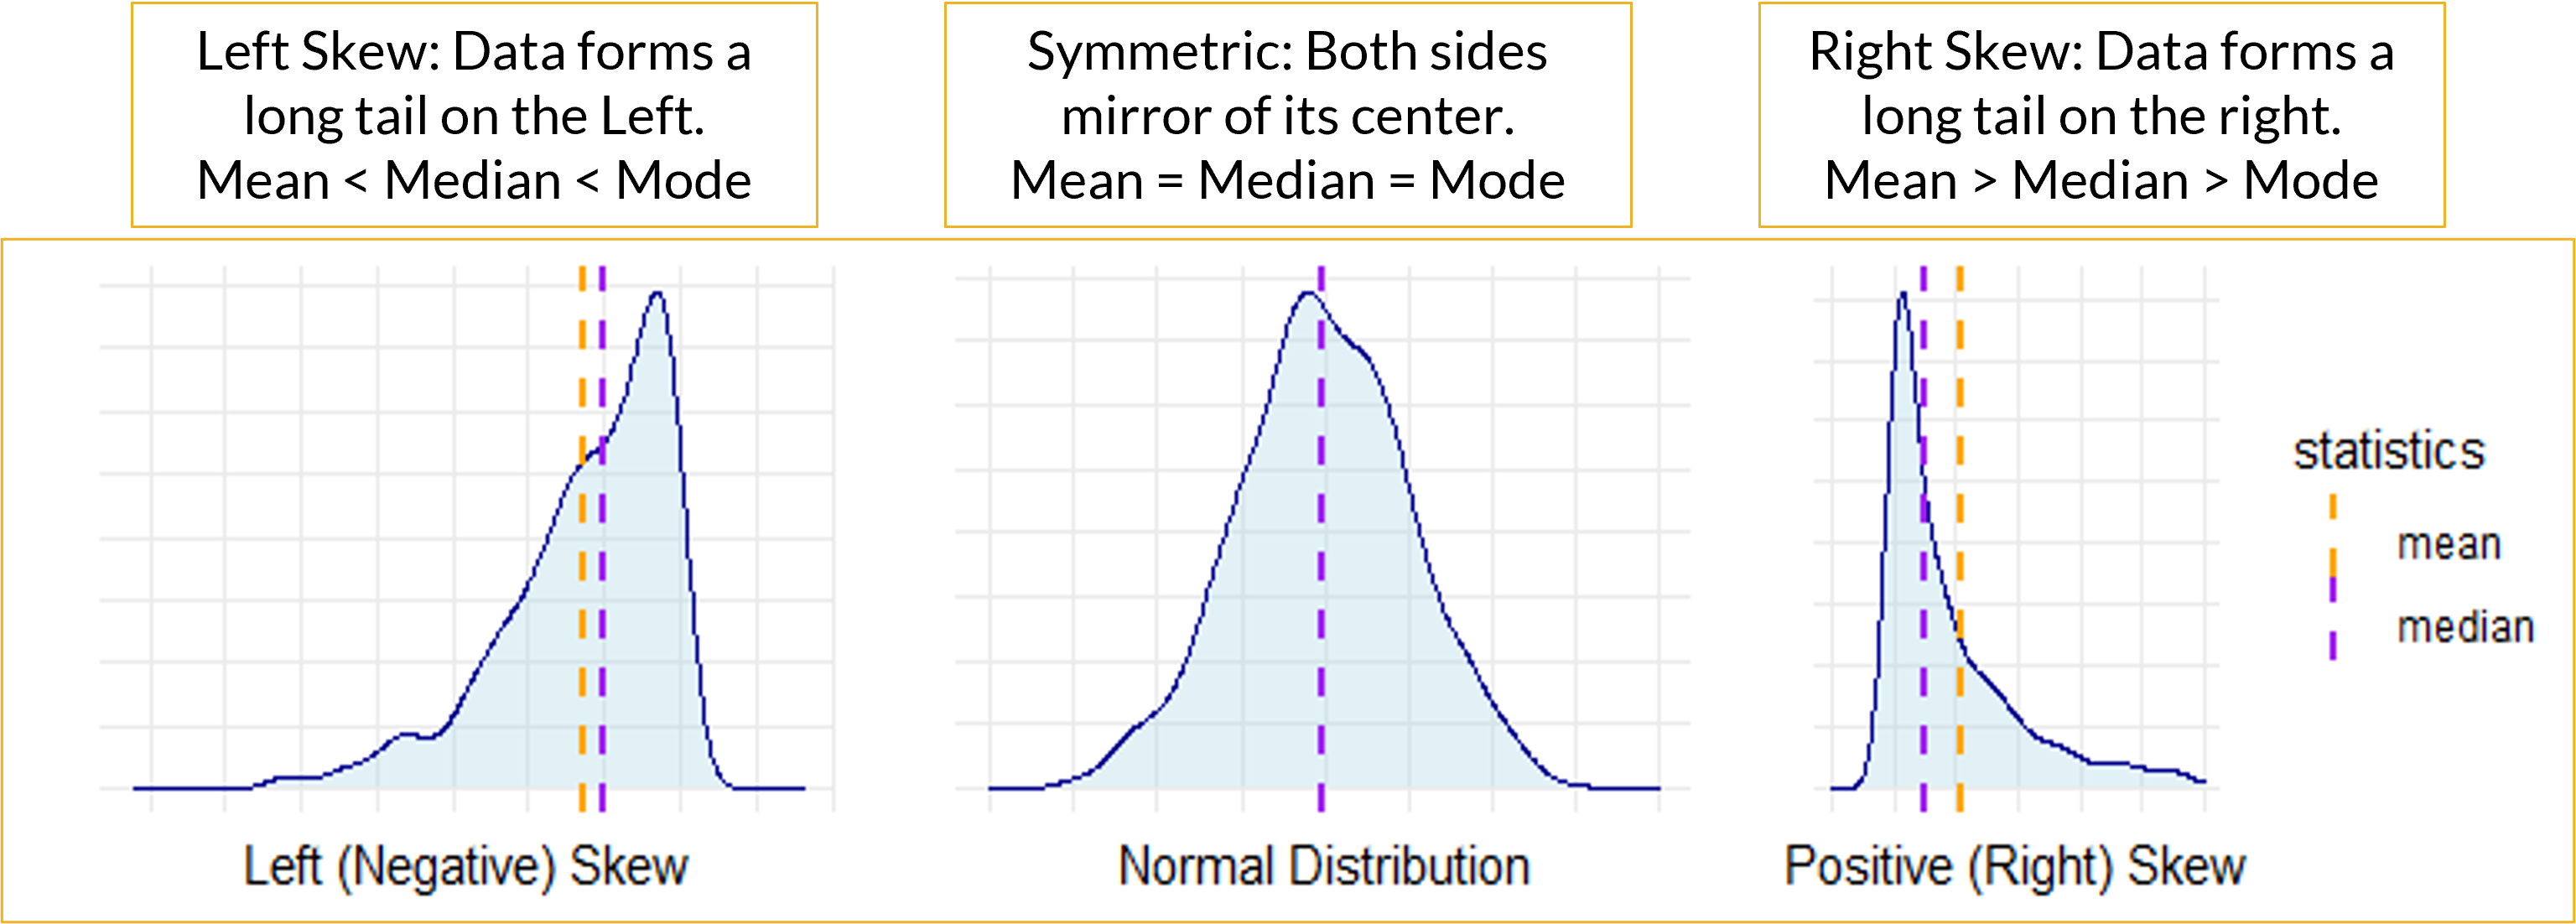 Left Skew: Data forms a
long tail on the Left.
Mean < Median < Mode
Symmetric: Both sides
mirror of its center.
Mean = Median = Mode
Right Skew: Data forms a
long tail on the right.
Mean > Median > Mode
statistics
mean
median
Left (Negative) Skew
Normal Distribution
Positive (Right) Skew